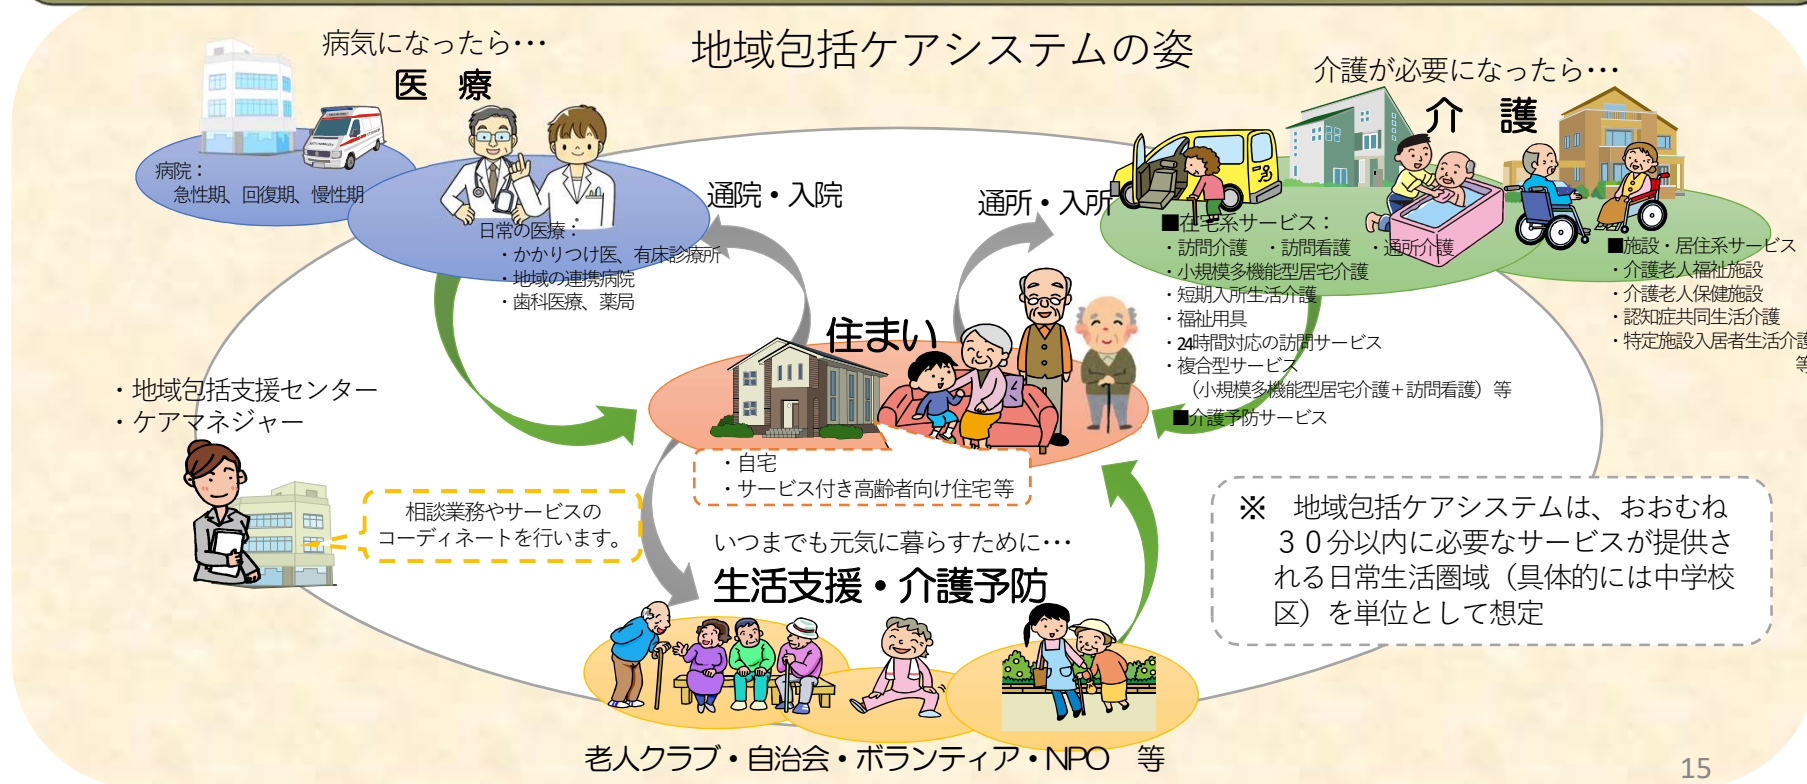 地域包括ケアシステムの姿
病気になったら･･･
医 療
病院：
急性期、回復期、慢性期
日常の医療：
・かかりつけ医、有床診療所
・地域の連携病院
・歯科医療、薬局
通院・入院
通所・入所
介護が必要になったら･･･
介 護
■在宅系サービス：
・訪問介護 ・訪問看護 ・通所介護
・小規模多機能型居宅介護
・短期入所生活介護
・福祉用具
・24時間対応の訪問サービス
・複合型サービス
（小規模多機能型居宅介護＋訪問看護）等
■介護予防サービス
■施設・居住系サービス
・介護老人福祉施設
・介護老人保健施設
・認知症共同生活介護
・特定施設入居者生活介護
等
住まい
・自宅
・サービス付き高齢者向け住宅等
・地域包括支援センター
・ケアマネジャー
相談業務やサービスの
コーディネートを行います。
いつまでも元気に暮らすために･･･
生活支援・介護予防
老人クラブ・自治会・ボランティア・NPO 等
※ 地域包括ケアシステムは、おおむね
３０分以内に必要なサービスが提供さ
れる日常生活圏域（具体的には中学校
区）を単位として想定
15